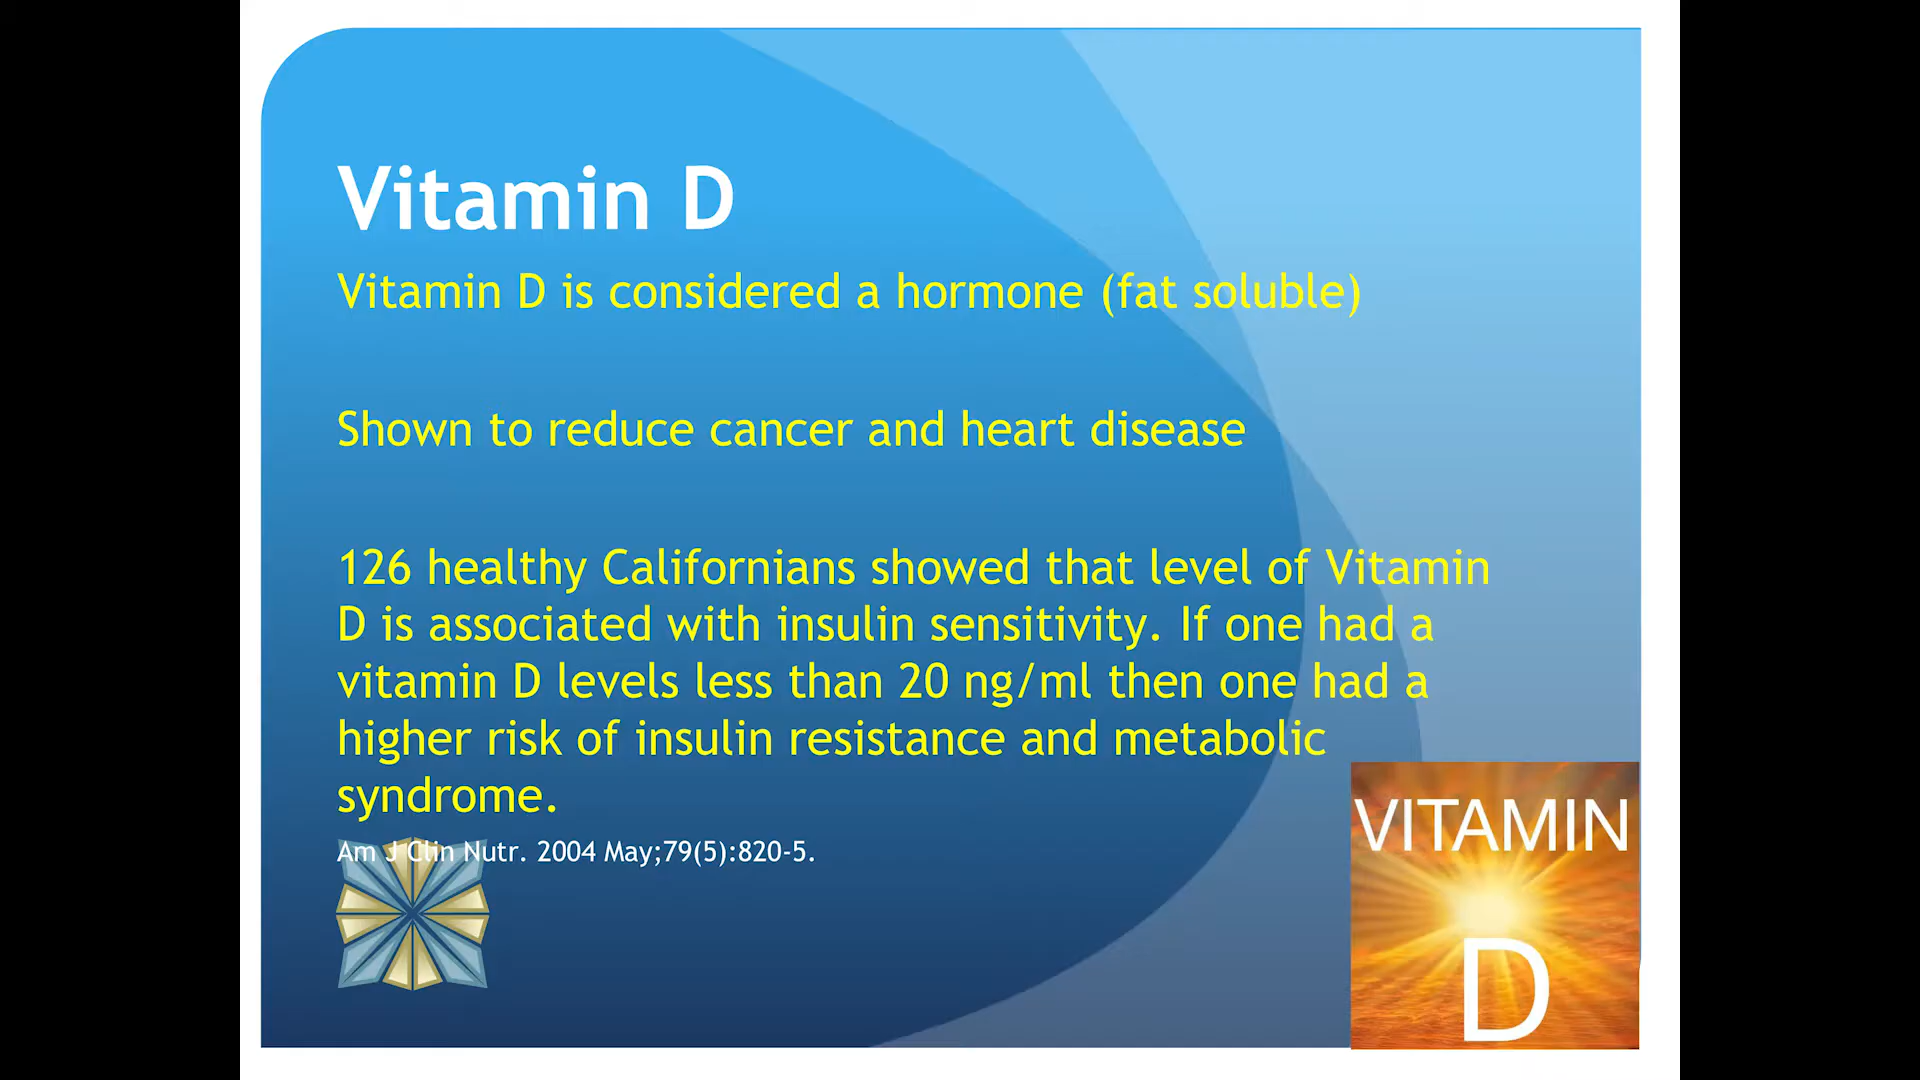 Vitamin D
Vitamin D is considered a hormone (fat soluble)
Shown to reduce cancer and heart disease
126 healthy Californians showed that level of Vitamin
D is associated with insulin sensitivity. If one had a
vitamin D levels less than 20 ng/ml then one had a
higher risk of insulin resistance and metabolic
syndrome.
Am J Clin Nutr. 2004 May;79(5):820-5.
VITAMIN
D